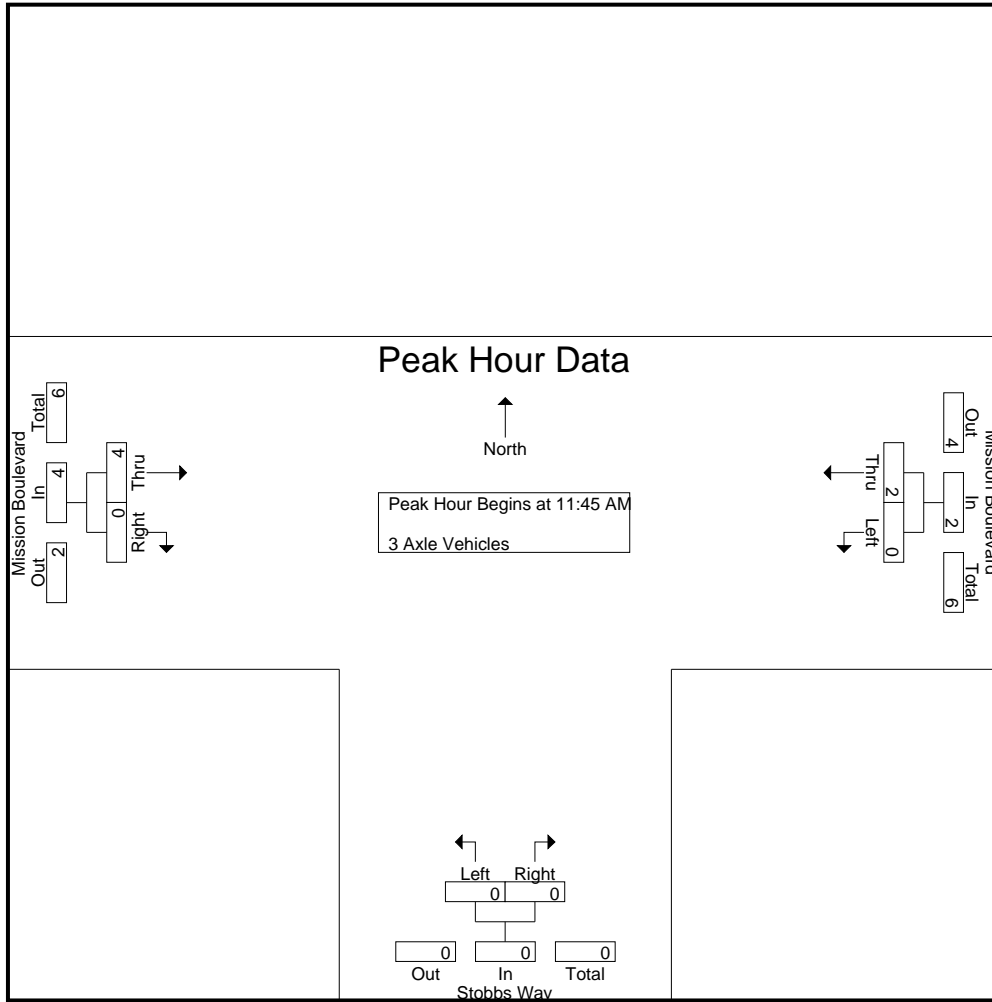 Peak Hour Data
North
Peak Hour Begins at 11:45 AM
3 Axle Vehicles
Mission Boulevard
Total
6
In
4
Out
2
Thru
4
Right
0
Mission Boulevard
Out
4
In
2
Total
6
Thru
2
Left
0
Left Right
0 0
0 0 0
Out In Total
Stobbs Way